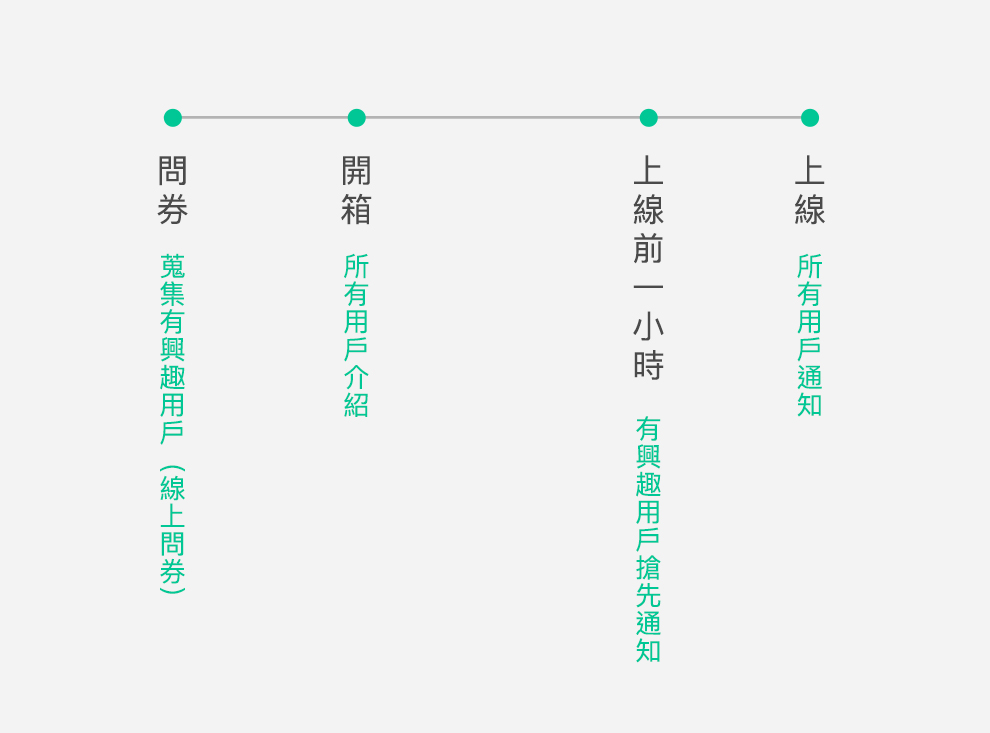 問券
蒐集有興趣用戶（線上問券）
開箱
所有用戶介紹
上線前一小時
有興趣用戶搶先通知
上線
所有用戶通知